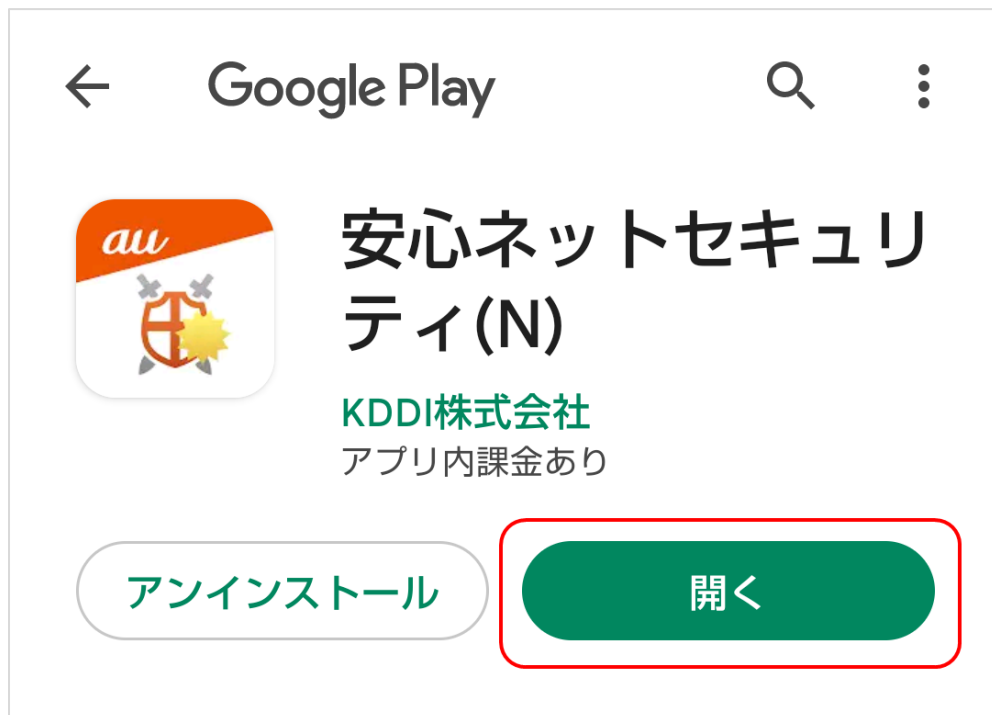 Google Play
au
安心ネットセキュリ
ティ(N)
KDDI株式会社
アプリ内課金あり
アンインストール
開く